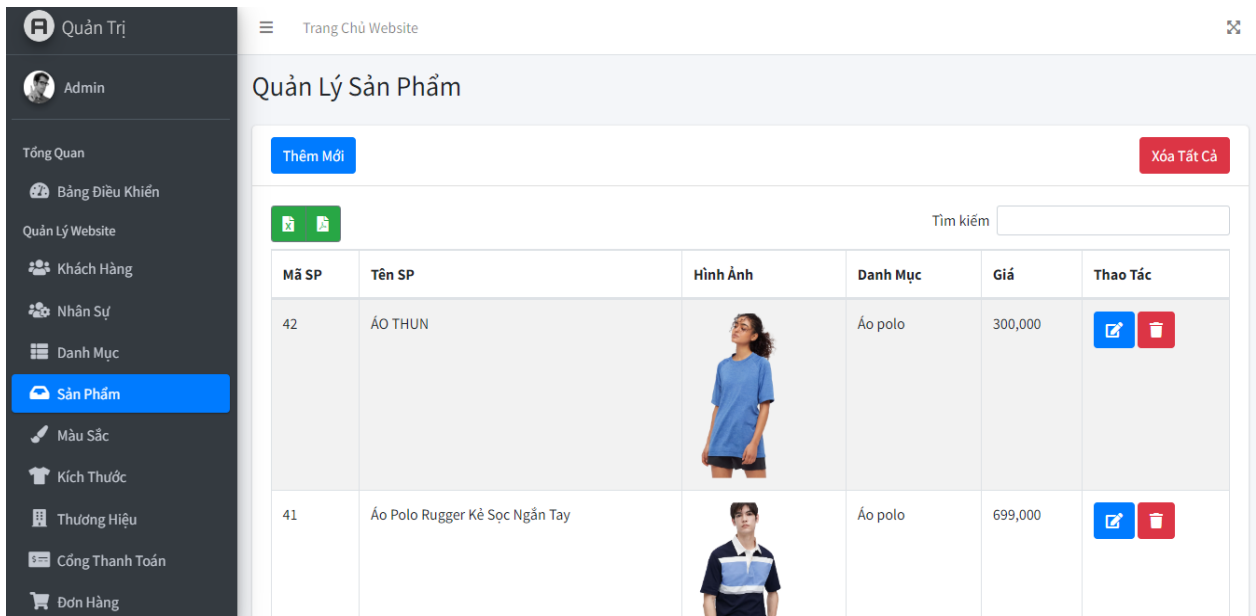 Quản Trị
Trang Chủ Website
Admin
Quản Lý Sản Phẩm
Tổng Quan
Thêm Mới
Xóa Tất Cả
Bảng Điều Khiển
Quản Lý Website
Tìm kiếm
Khách Hàng
Mã SP Tên SP Hình Ảnh Danh Mục Giá Thao Tác
Nhân Sự
42 ÁO THUN Áo polo 300,000
Danh Mục
Sản Phẩm
Màu Sắc
Kích Thước
41 Áo Polo Rugger Kẻ Sọc Ngắn Tay Áo polo 699,000
Thương Hiệu
Cổng Thanh Toán
Đơn Hàng